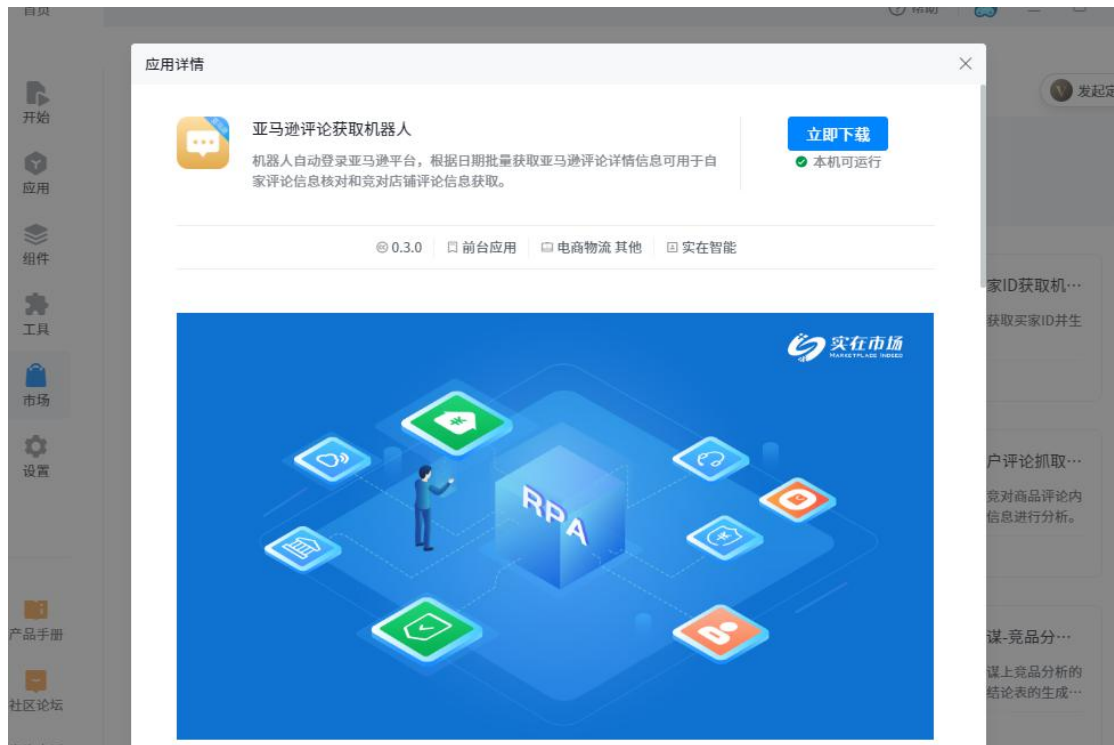 首页
帮助
应用详情
发起定
开始
应用
组件
工具
市场
设置
产品手册
社区论坛
亚马逊评论获取机器人
机器人自动登录亚马逊平台，根据日期批量获取亚马逊评论详情信息可用于自
家评论信息核对和竞对店铺评论信息获取。
立即下载
本机可运行
0.3.0 前台应用 电商物流 其他 实在智能
实在市场
MARKETPLACE INDEED
RPA
家ID获取机…
获取买家ID并生
户评论抓取…
竞对商品评论内
信息进行分析。
谋-竞品分…
谋上竞品分析的
结论表的生成…